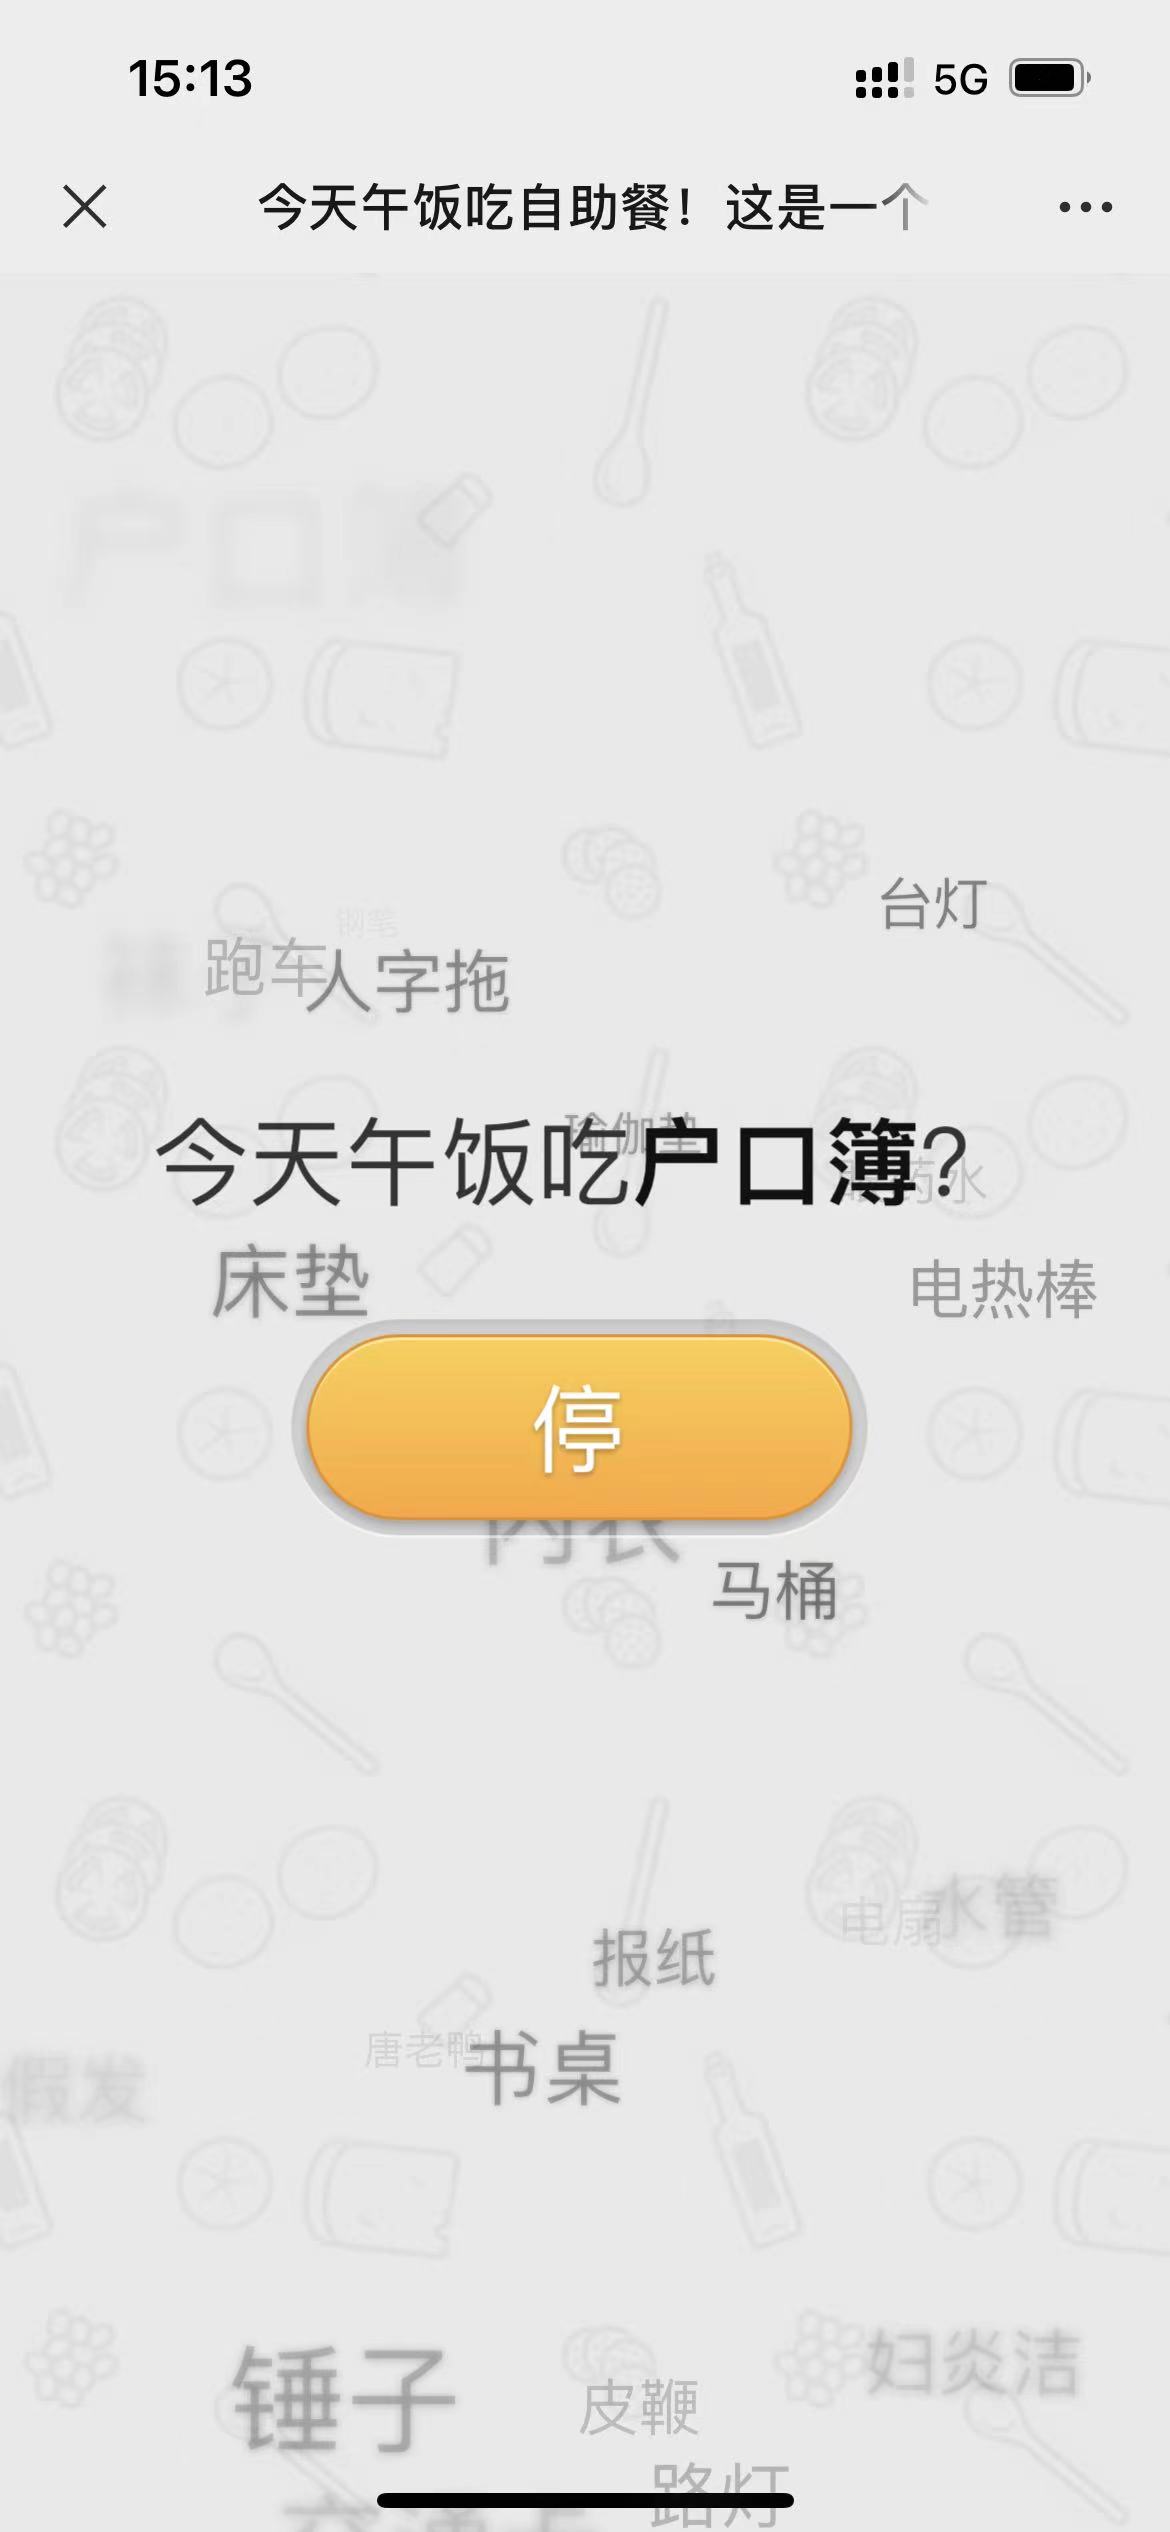 15:13
5G
今天午饭吃自助餐！这是一个
户口簿
台灯
钢笔
跑车
人字拖
瑜伽垫
今天午饭吃户口簿？
药水
床垫
电热棒
停
内衣
马桶
水管
电扇
报纸
唐老鸭
书桌
假发
妇炎洁
锤子
皮鞭
路灯